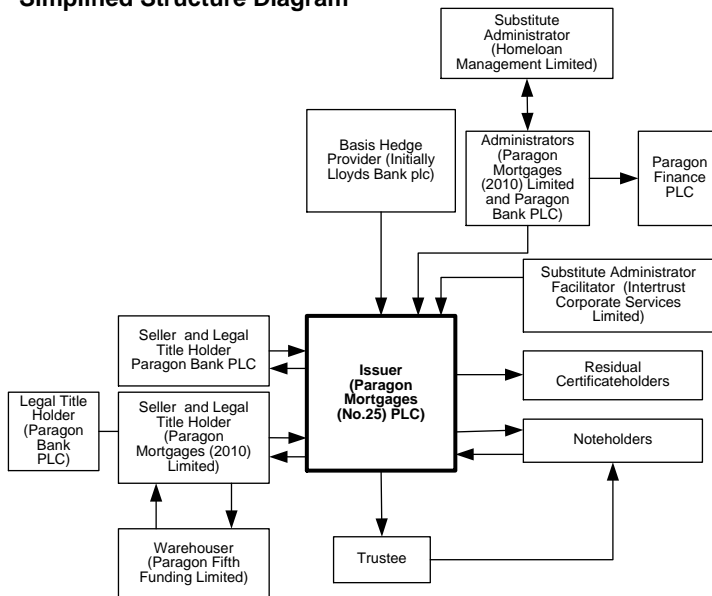 Simplified Structure Diagram
Substitute
Administrator
(Homeloan
Management Limited)
Basis Hedge
Provider (Initially
Lloyds Bank plc)
Administrators
(Paragon
Mortgages
(2010) Limited
and Paragon
Bank PLC)
Paragon
Finance
PLC
Substitute Administrator
Facilitator (Intertrust
Corporate Services
Limited)
Seller and Legal
Title Holder
Paragon Bank PLC
Issuer
(Paragon
Mortgages
(No.25) PLC)
Residual
Certificateholders
Legal Title
Holder
(Paragon
Bank
PLC)
Seller and Legal
Title Holder
(Paragon
Mortgages (2010)
Limited)
Noteholders
Warehouser
(Paragon Fifth
Funding Limited)
Trustee